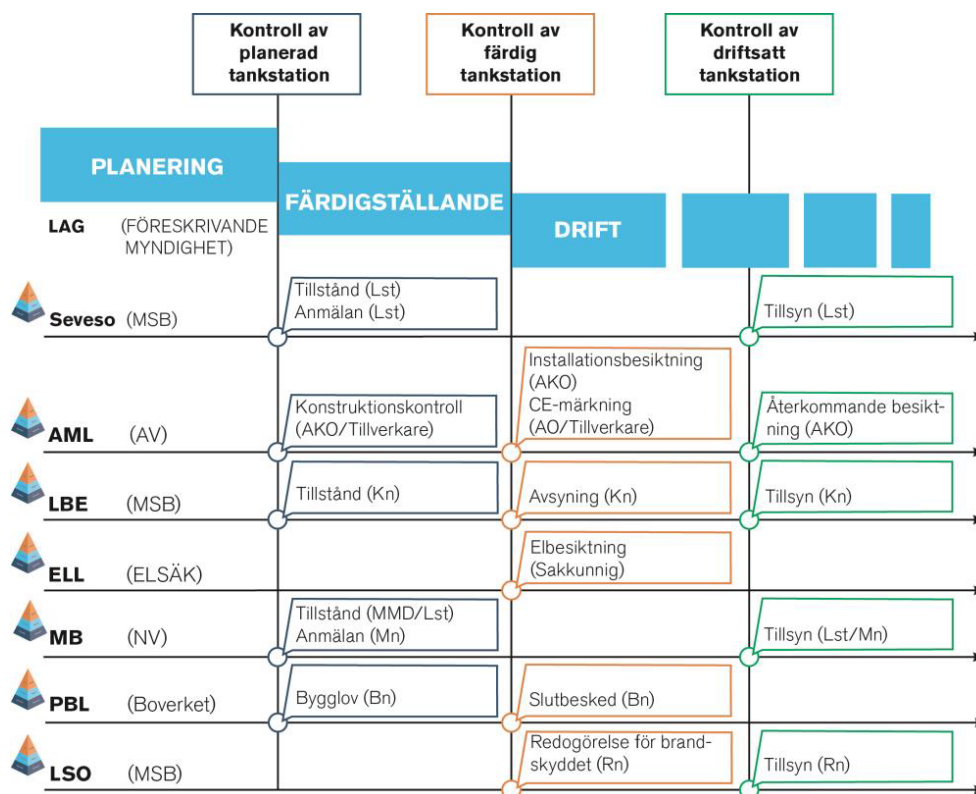 Kontroll av
planerad
tankstation
Kontroll av
färdig
tankstation
Kontroll av
driftsatt
tankstation
PLANERING
FÄRDIGSTÄLLANDE
DRIFT
LAG (FÖRESKRIVANDE
MYNDIGHET)
Seveso (MSB)
Tillstånd (Lst)
Anmälan (Lst)
Tillsyn (Lst)
AML (AV)
Konstruktionskontroll
(AKO/Tillverkare)
Installationsbesiktning
(AKO)
CE-märkning
(AO/Tillverkare)
Återkommande besikt-
ning (AKO)
LBE (MSB)
Tillstånd (Kn)
Avsyning (Kn)
Tillsyn (Kn)
ELL (ELSÄK)
Elbesiktning
(Sakkunnig)
MB (NV)
Tillstånd (MMD/Lst)
Anmälan (Mn)
Tillsyn (Lst/Mn)
PBL (Boverket)
Bygglov (Bn)
Slutbesked (Bn)
LSO (MSB)
Redogörelse för brand-
skyddet (Rn)
Tillsyn (Rn)